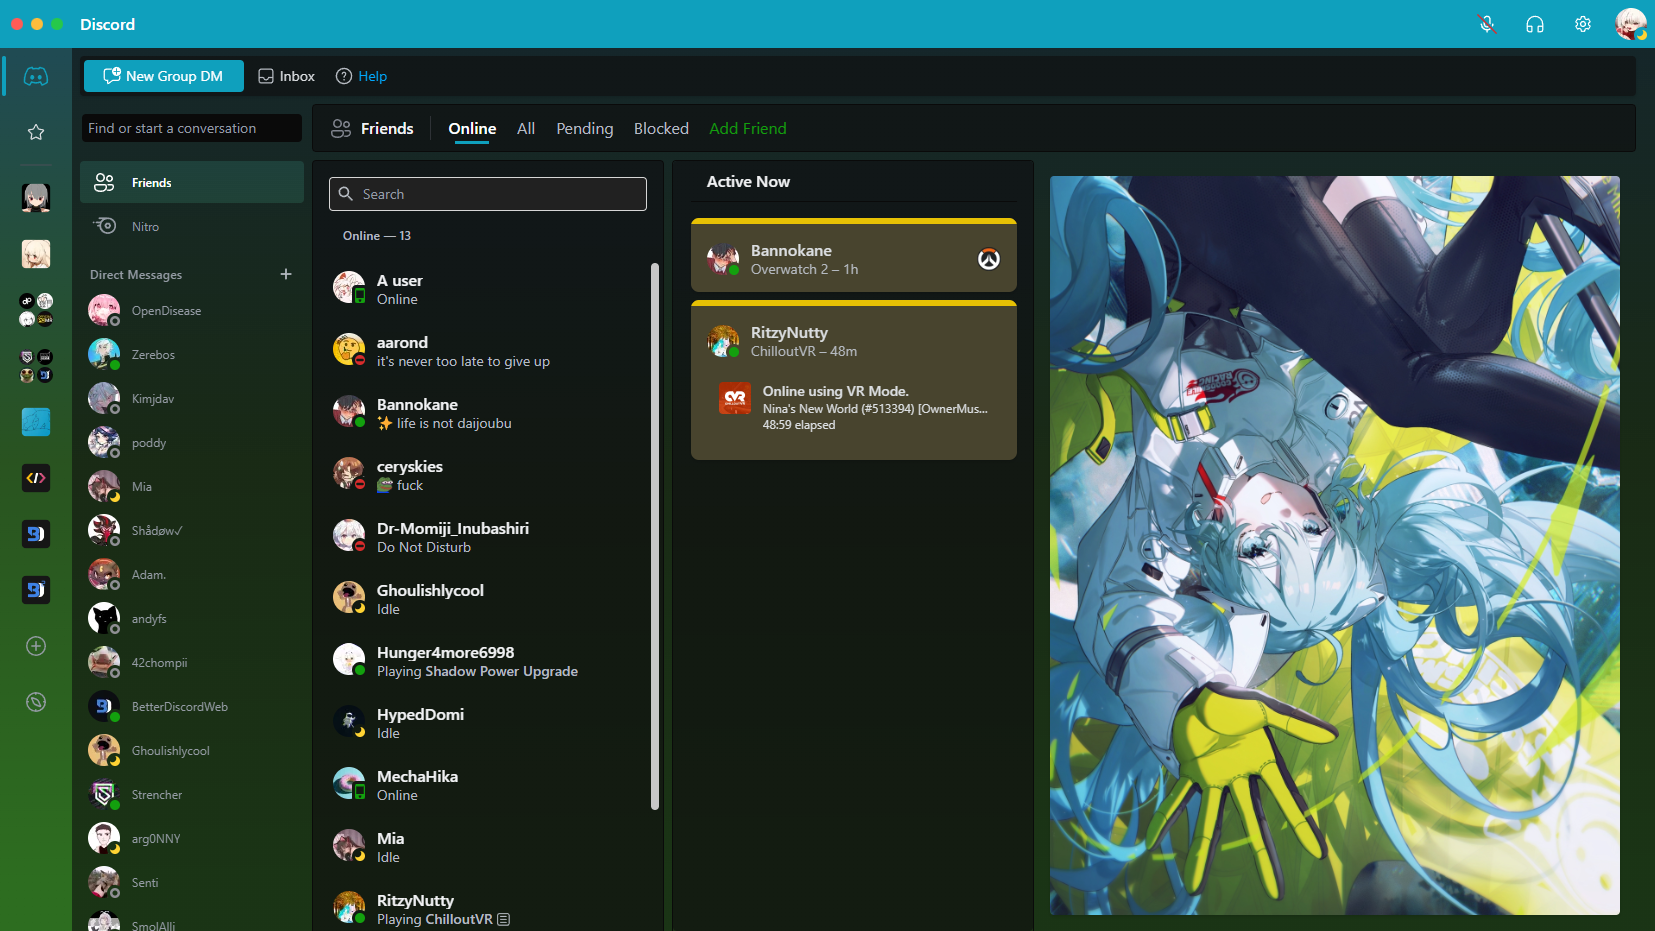 Discord
New Group DM
Inbox
Help
Find or start a conversation
Friends
Nitro
Direct Messages
OpenDisease
Zerebos
Kimjdav
poddy
Mia
Shådøw✓
Adam.
andyfs
42chompii
BetterDiscordWeb
Ghoulishlycool
Strencher
arg0NNY
Senti
SmolAlli
Friends
Online
All
Pending
Blocked
Add Friend
Search
Online — 13
A user
Online
aarond
it's never too late to give up
Bannokane
✨ life is not daijoubu
ceryskies
fuck
Dr-Momiji_Inubashiri
Do Not Disturb
Ghoulishlycool
Idle
Hunger4more6998
Playing Shadow Power Upgrade
HypedDomi
Idle
MechaHika
Online
Mia
Idle
RitzyNutty
Playing ChilloutVR
Active Now
Bannokane
Overwatch 2 – 1h
RitzyNutty
ChilloutVR – 48m
Online using VR Mode.
Nina's New World (#513394) [OwnerMus...
48:59 elapsed